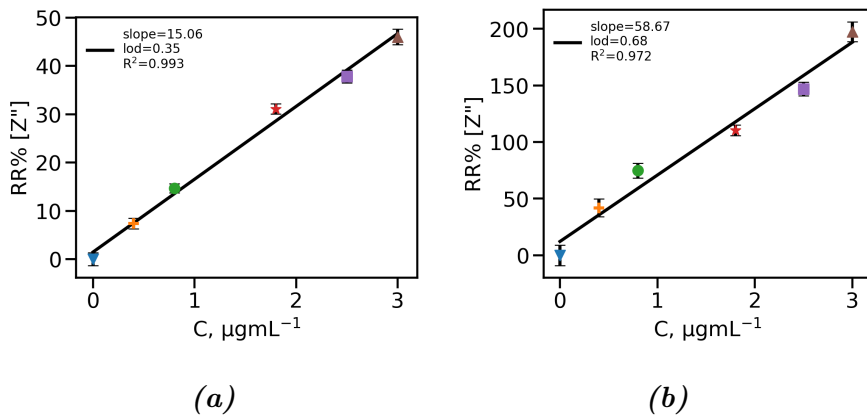 slope=15.06
lod=0.35
R²=0.993
RR% [Z"]
50
40
30
20
10
0
0
1
2
3
C, μgmL⁻¹
(a)
slope=58.67
lod=0.68
R²=0.972
RR% [Z"]
200
150
100
50
0
0
1
2
3
C, μgmL⁻¹
(b)